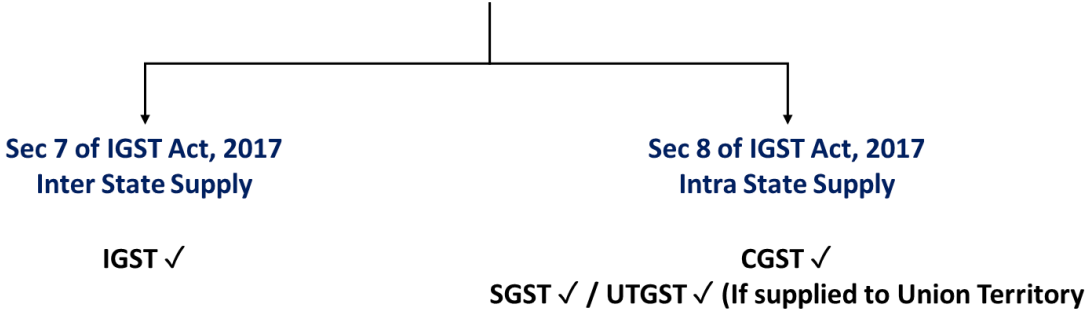 Sec 7 of IGST Act, 2017
Inter State Supply
IGST ✓
Sec 8 of IGST Act, 2017
Intra State Supply
CGST ✓
SGST ✓ / UTGST ✓ (If supplied to Union Territory